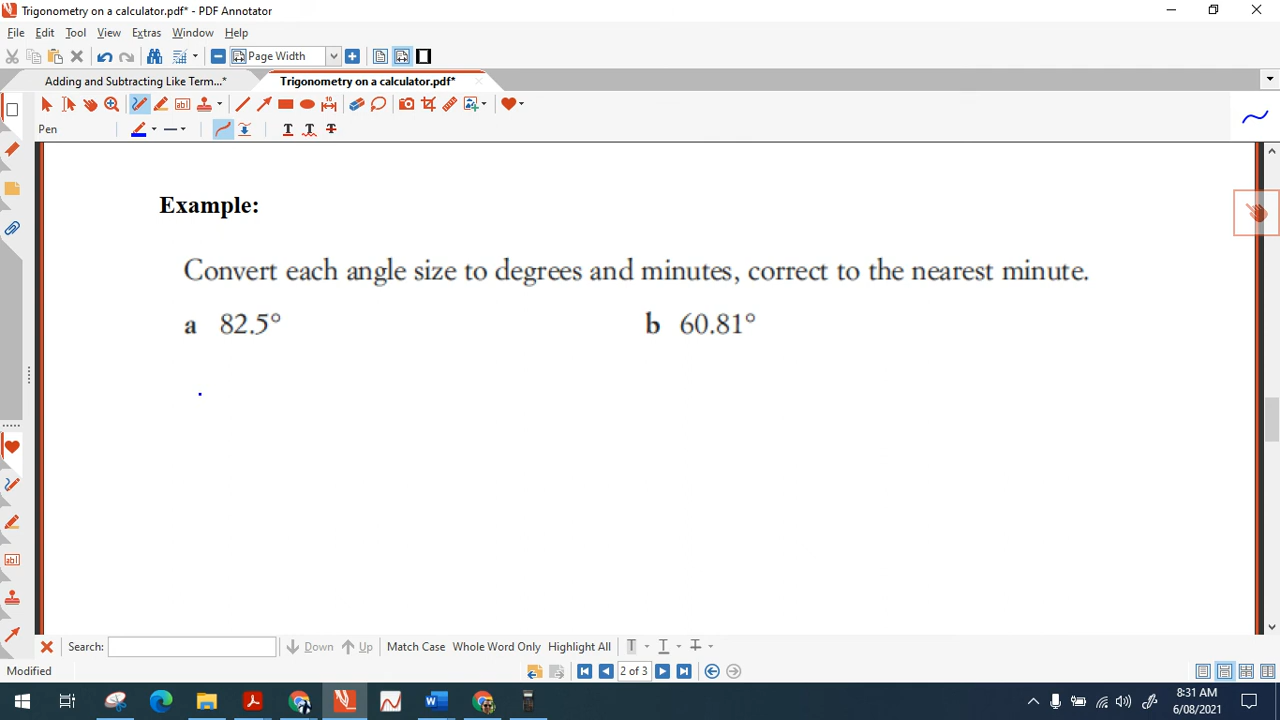 Trigonometry on a calculator.pdf* - PDF Annotator
File Edit Tool View Extras Window Help
Page Width
Adding and Subtracting Like Term...* Trigonometry on a calculator.pdf*
Pen
Example:
Convert each angle size to degrees and minutes, correct to the nearest minute.
a 82.5° b 60.81°
Search: Down Up Match Case Whole Word Only Highlight All
2 of 3
Modified
8:31 AM
6/08/2021